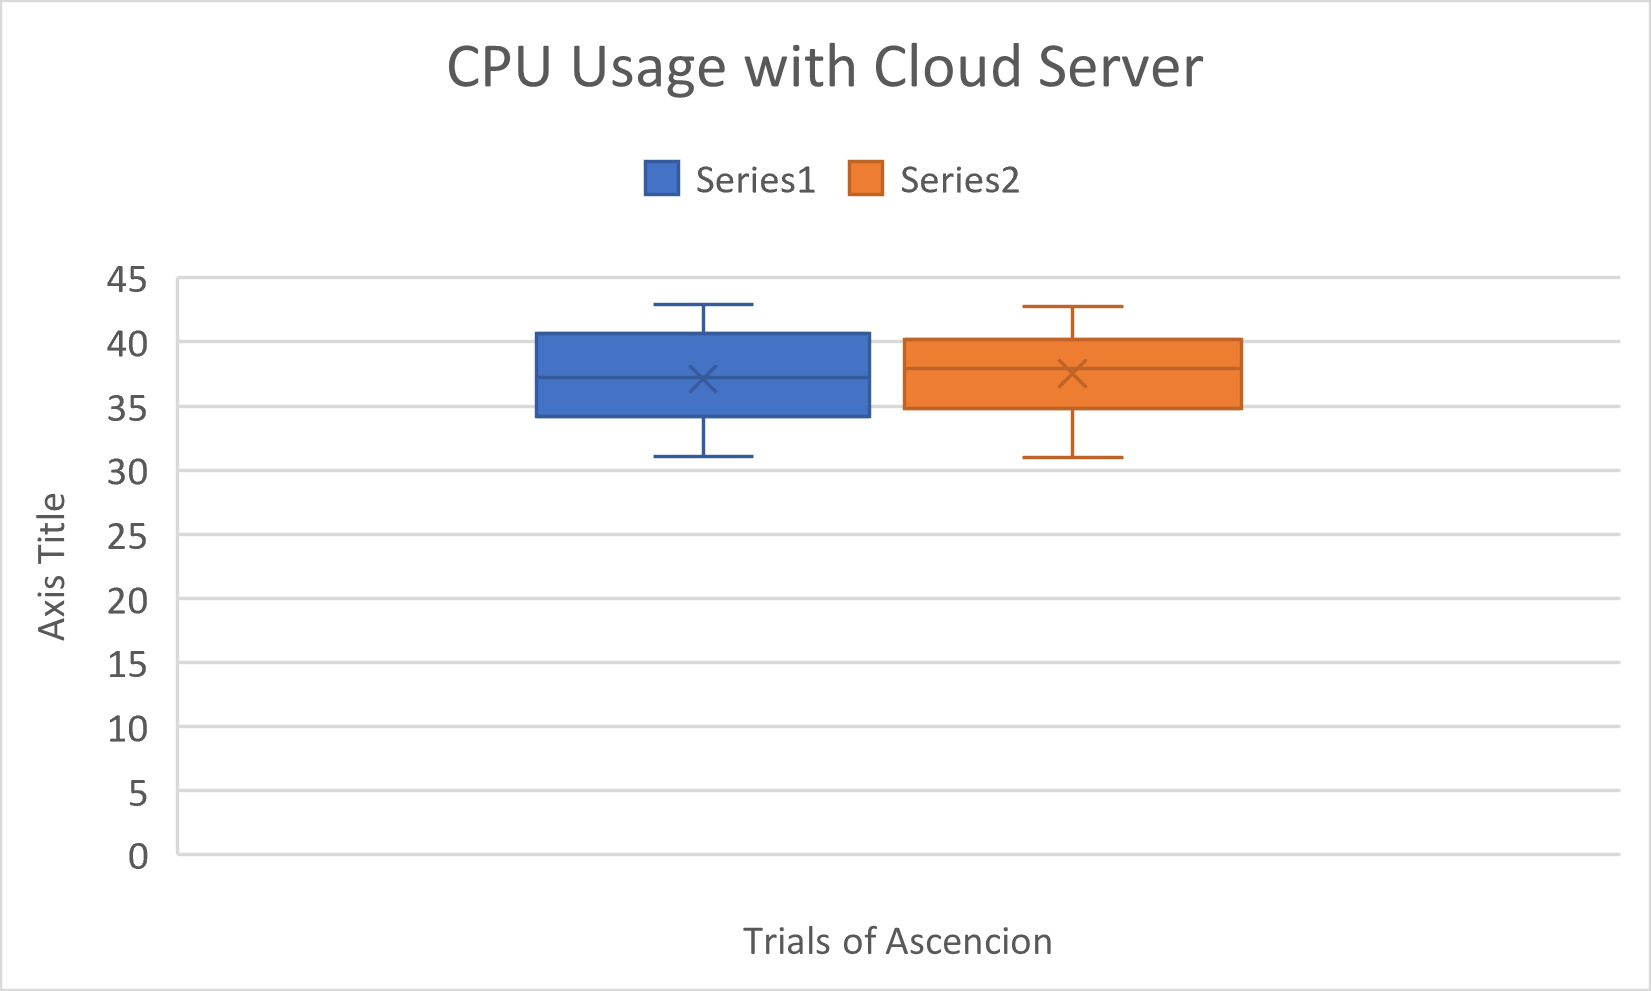 CPU Usage with Cloud Server
Series1 Series2
45
40
35
30
25
20
15
10
5
0
Axis Title
Trials of Ascencion